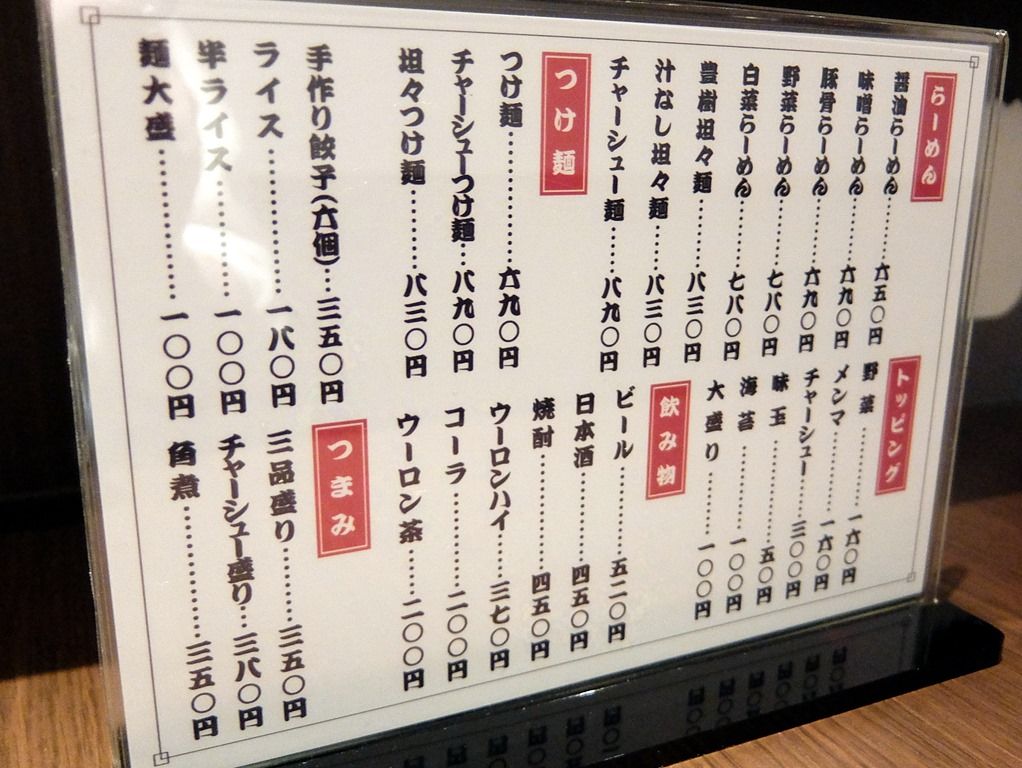 らーめん
醤油らーめん………六五〇円
味噌らーめん………六九〇円
豚骨らーめん………六九〇円
野菜らーめん………七八〇円
白菜らーめん………七八〇円
豊樹坦々麺………八三〇円
汁なし坦々麺……八三〇円
チャーシュー麺……八九〇円
つけ麺
つけ麺……………六九〇円
チャーシューつけ麺…八九〇円
坦々つけ麺………八三〇円
手作り餃子(六個)…三五〇円
ライス………………一八〇円
半ライス……………一〇〇円
麺大盛………………一〇〇円
トッピング
野菜…………一六〇円
メンマ…………一六〇円
チャーシュー……三〇〇円
味玉……………五〇円
海苔……………一〇〇円
大盛り…………一〇〇円
飲み物
ビール…………五二〇円
日本酒…………四五〇円
焼酎……………四五〇円
ウーロンハイ……三七〇円
コーラ…………二〇〇円
ウーロン茶………二〇〇円
つまみ
三品盛り………三五〇円
チャーシュー盛り…三八〇円
角煮……………三五〇円